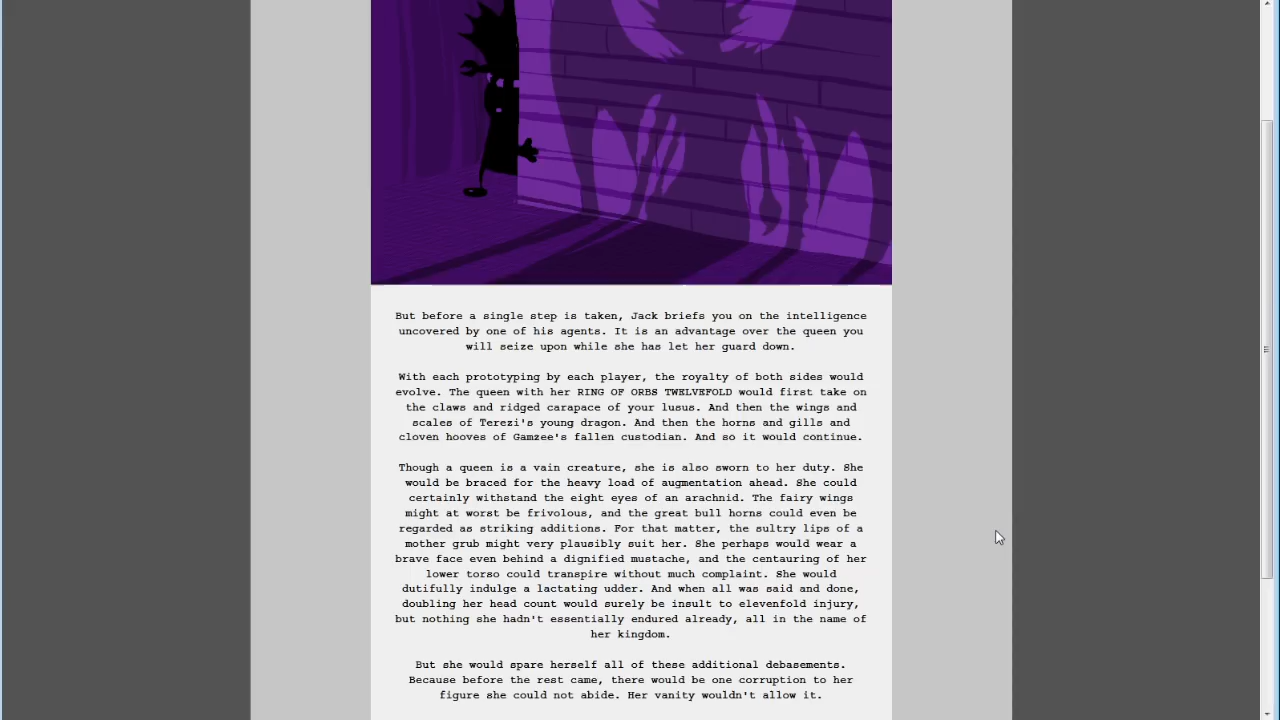 But before a single step is taken, Jack briefs you on the intelligence
uncovered by one of his agents. It is an advantage over the queen you
will seize upon while she has let her guard down.
With each prototyping by each player, the royalty of both sides would
evolve. The queen with her RING OF ORBS TWELVEFOLD would first take on
the claws and ridged carapace of your lusus. And then the wings and
scales of Terezi's young dragon. And then the horns and gills and
cloven hooves of Gamzee's fallen custodian. And so it would continue.
Though a queen is a vain creature, she is also sworn to her duty. She
would be braced for the heavy load of augmentation ahead. She could
certainly withstand the eight eyes of an arachnid. The fairy wings
might at worst be frivolous, and the great bull horns could even be
regarded as striking additions. For that matter, the sultry lips of a
mother grub might very plausibly suit her. She perhaps would wear a
brave face even behind a dignified mustache, and the centauring of her
lower torso could transpire without much complaint. She would
dutifully indulge a lactating udder. And when all was said and done,
doubling her head count would surely be insult to elevenfold injury,
but nothing she hadn't essentially endured already, all in the name of
her kingdom.
But she would spare herself all of these additional debasements.
Because before the rest came, there would be one corruption to her
figure she could not abide. Her vanity wouldn't allow it.